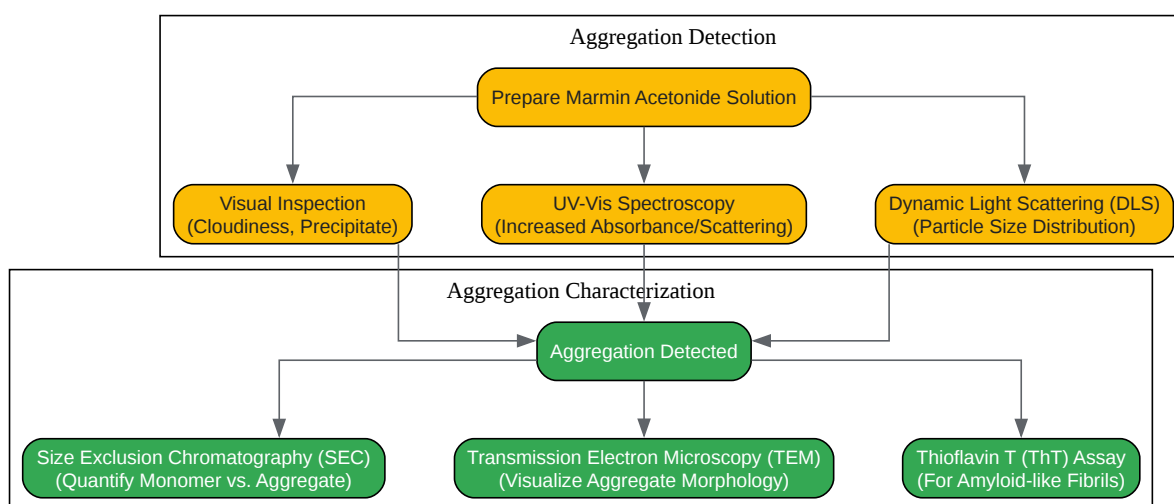 Aggregation Detection
Prepare Marmin Acetonide Solution
Visual Inspection
(Cloudiness, Precipitate)
UV-Vis Spectroscopy
(Increased Absorbance/Scattering)
Dynamic Light Scattering (DLS)
(Particle Size Distribution)
Aggregation Characterization
Aggregation Detected
Size Exclusion Chromatography (SEC)
(Quantify Monomer vs. Aggregate)
Transmission Electron Microscopy (TEM)
(Visualize Aggregate Morphology)
Thioflavin T (ThT) Assay
(For Amyloid-like Fibrils)